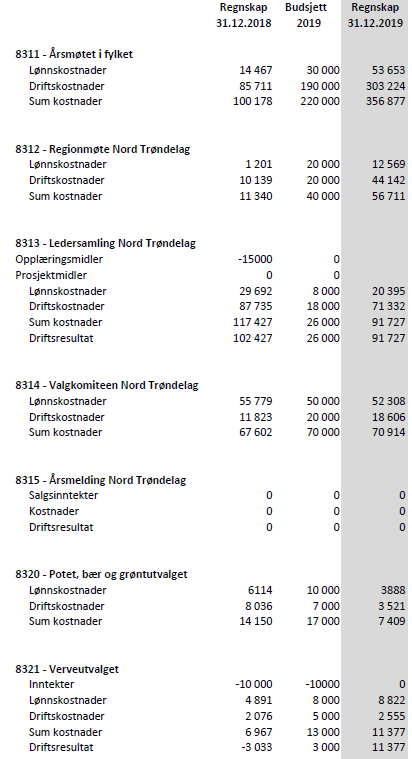 Regnskap Budsjett Regnskap
31.12.2018 2019 31.12.2019
8311 - Årsmøtet i fylket
Lønnskostnader 14 467 30 000 53 653
Driftskostnader 85 711 190 000 303 224
Sum kostnader 100 178 220 000 356 877
8312 - Regionmøte Nord Trøndelag
Lønnskostnader 1 201 20 000 12 569
Driftskostnader 10 139 20 000 44 142
Sum kostnader 11 340 40 000 56 711
8313 - Ledersamling Nord Trøndelag
Opplæringsmidler -15000 0
Prosjektmidler 0 0
Lønnskostnader 29 692 8 000 20 395
Driftskostnader 87 735 18 000 71 332
Sum kostnader 117 427 26 000 91 727
Driftsresultat 102 427 26 000 91 727
8314 - Valgkomiteen Nord Trøndelag
Lønnskostnader 55 779 50 000 52 308
Driftskostnader 11 823 20 000 18 606
Sum kostnader 67 602 70 000 70 914
8315 - Årsmelding Nord Trøndelag
Salgsinntekter 0 0 0
Kostnader 0 0 0
Driftsresultat 0 0 0
8320 - Potet, bær og grøntutvalget
Lønnskostnader 6114 10 000 3888
Driftskostnader 8 036 7 000 3 521
Sum kostnader 14 150 17 000 7 409
8321 - Verveutvalget
Inntekter -10 000 -10000 0
Lønnskostnader 4 891 8 000 8 822
Driftskostnader 2 076 5 000 2 555
Sum kostnader 6 967 13 000 11 377
Driftsresultat -3 033 3 000 11 377